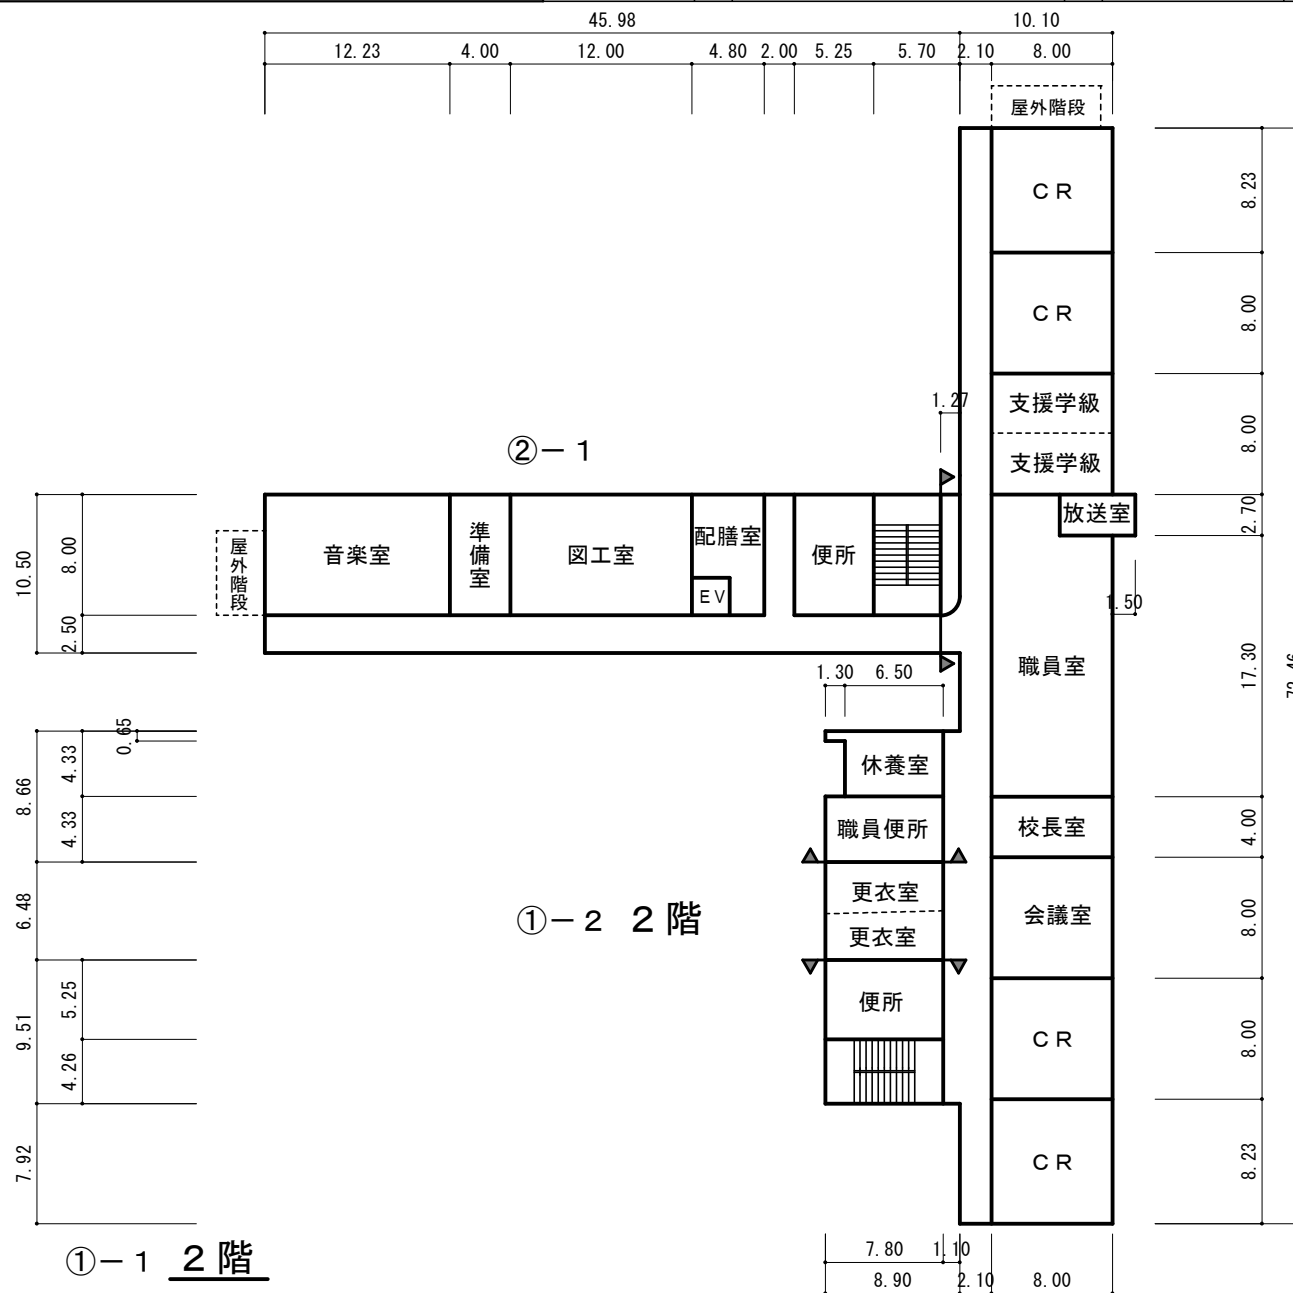 45.98
10.10
12.23
4.00
12.00
4.80
2.00
5.25
5.70
2.10
8.00
屋外階段
CR
8.23
CR
8.00
1.27
支援学級
支援学級
8.00
②－1
放送室
2.70
1.50
10.50
8.00
2.50
屋外階段
音楽室
準備室
図工室
配膳室
EV
便所
職員室
17.30
1.30
6.50
0.65
8.66
4.33
4.33
休養室
職員便所
校長室
4.00
6.48
更衣室
更衣室
①－2 2階
会議室
8.00
9.51
5.25
4.26
便所
CR
8.00
7.92
CR
8.23
①－1 2階
7.80
1.10
8.90
2.10
8.00